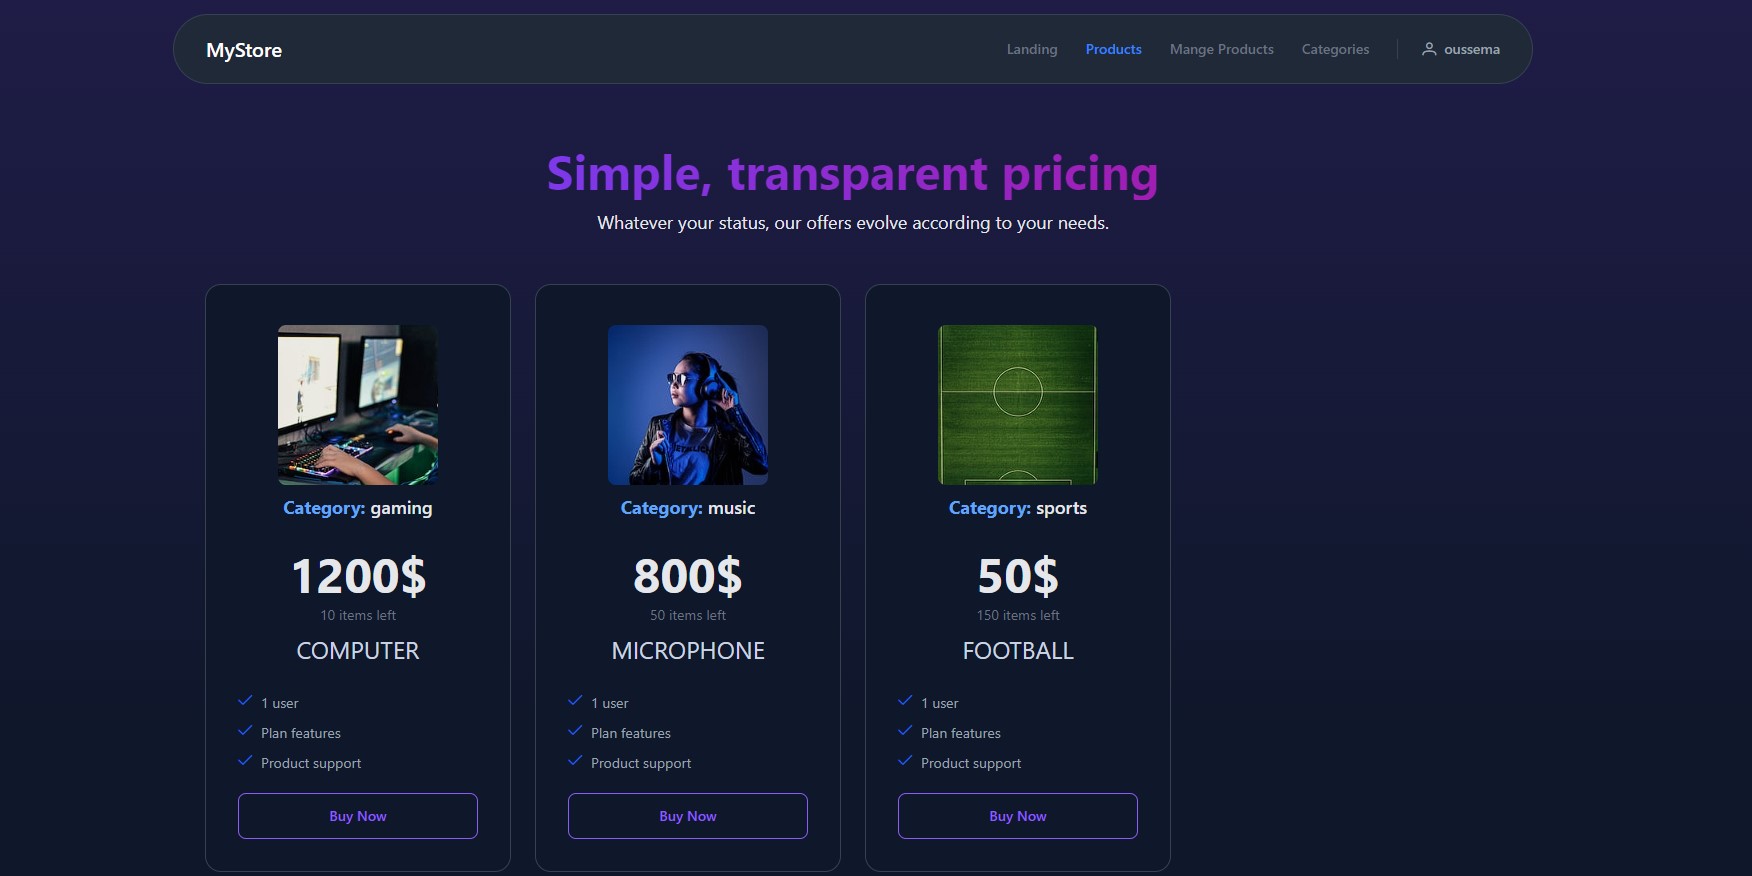 MyStore
Landing Products Mange Products Categories oussema
Simple, transparent pricing
Whatever your status, our offers evolve according to your needs.
Category: gaming
1200$
10 items left
COMPUTER
1 user
Plan features
Product support
Buy Now
Category: music
800$
50 items left
MICROPHONE
1 user
Plan features
Product support
Buy Now
Category: sports
50$
150 items left
FOOTBALL
1 user
Plan features
Product support
Buy Now